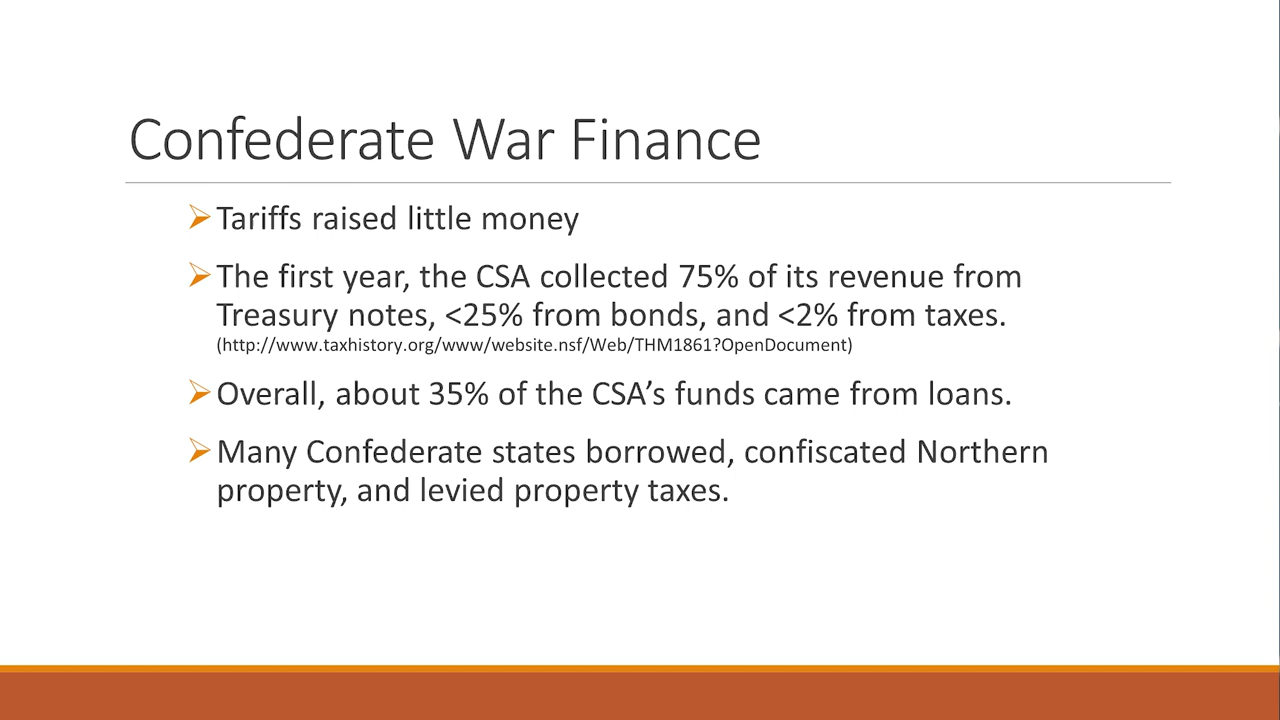 Confederate War Finance
Tariffs raised little money
The first year, the CSA collected 75% of its revenue from
Treasury notes, <25% from bonds, and <2% from taxes.
(http://www.taxhistory.org/www/website.nsf/Web/THM1861?OpenDocument)
Overall, about 35% of the CSA’s funds came from loans.
Many Confederate states borrowed, confiscated Northern
property, and levied property taxes.